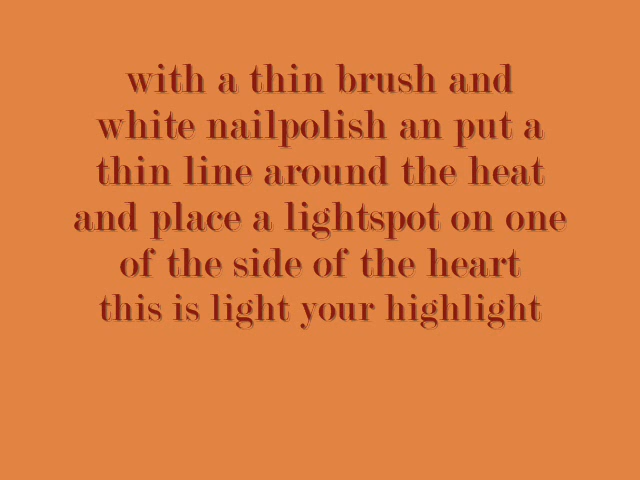 with a thin brush and
white nailpolish an put a
thin line around the heat
and place a lightspot on one
of the side of the heart
this is light your highlight